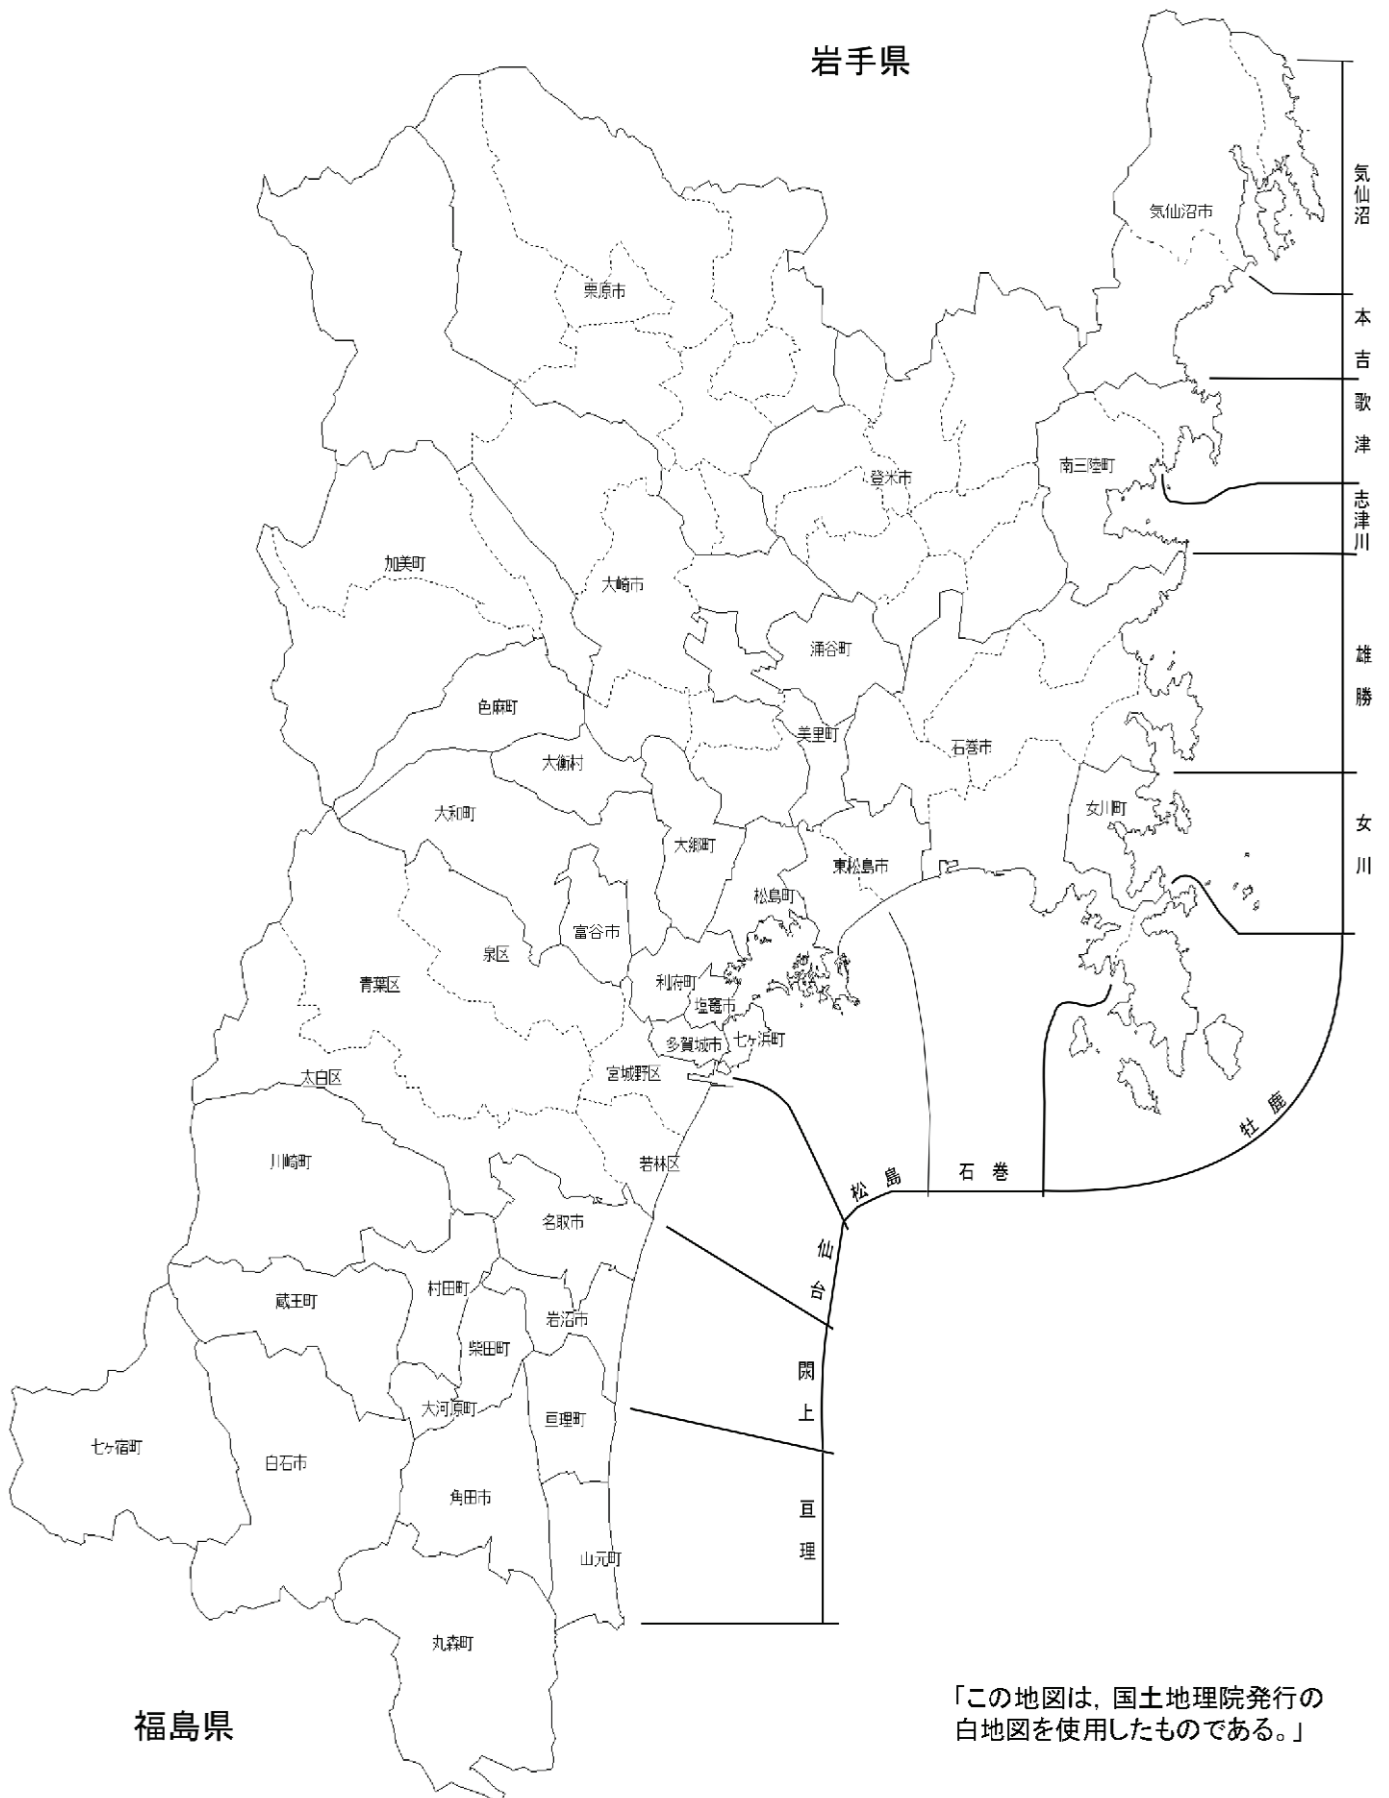 岩手県
気仙沼市
気仙沼
栗原市
本吉
歌津
南三陸町
登米市
志津川
加美町
大崎市
涌谷町
雄勝
色麻町
美里町
石巻市
大衡村
大和町
女川町
女川
大郷町
東松島市
松島町
富谷市
泉区
青葉区
利府町
塩竈市
多賀城市
七ヶ浜町
宮城野区
太白区
牡鹿
川崎町
若林区
松島
石巻
名取市
仙台
村田町
蔵王町
岩沼市
柴田町
閖上
大河原町
亘理町
七ヶ宿町
白石市
角田市
亘理
山元町
丸森町
福島県
「この地図は，国土地理院発行の
白地図を使用したものである。」